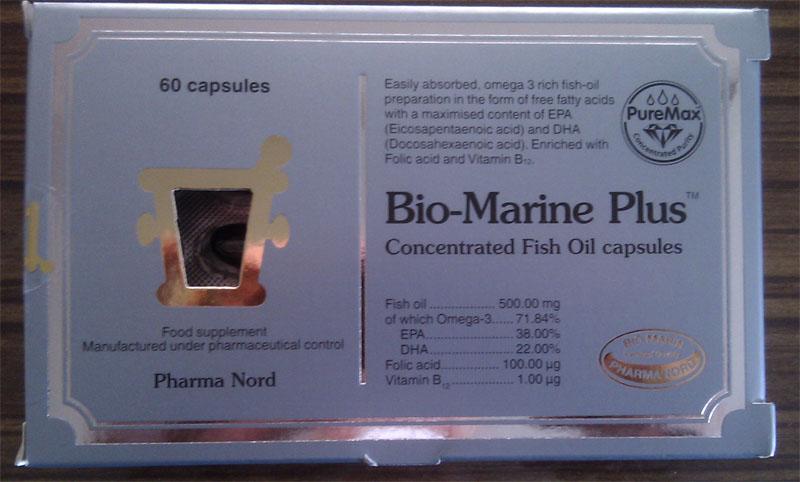 60 capsules
Food supplement
Manufactured under pharmaceutical control
Pharma Nord
Easily absorbed, omega 3 rich fish-oil
preparation in the form of free fatty acids
with a maximised content of EPA
(Eicosapentaenoic acid) and DHA
(Docosahexaenoic acid). Enriched with
Folic acid and Vitamin B₁₂.
PureMax
Concentrated Purity
Bio-Marine Plus™
Concentrated Fish Oil capsules
Fish oil .................. 500.00 mg
of which Omega-3...... 71.84%
EPA....................... 38.00%
DHA....................... 22.00%
Folic acid................ 100.00 µg
Vitamin B₁₂ ................ 1.00 µg
PHARMA NORD